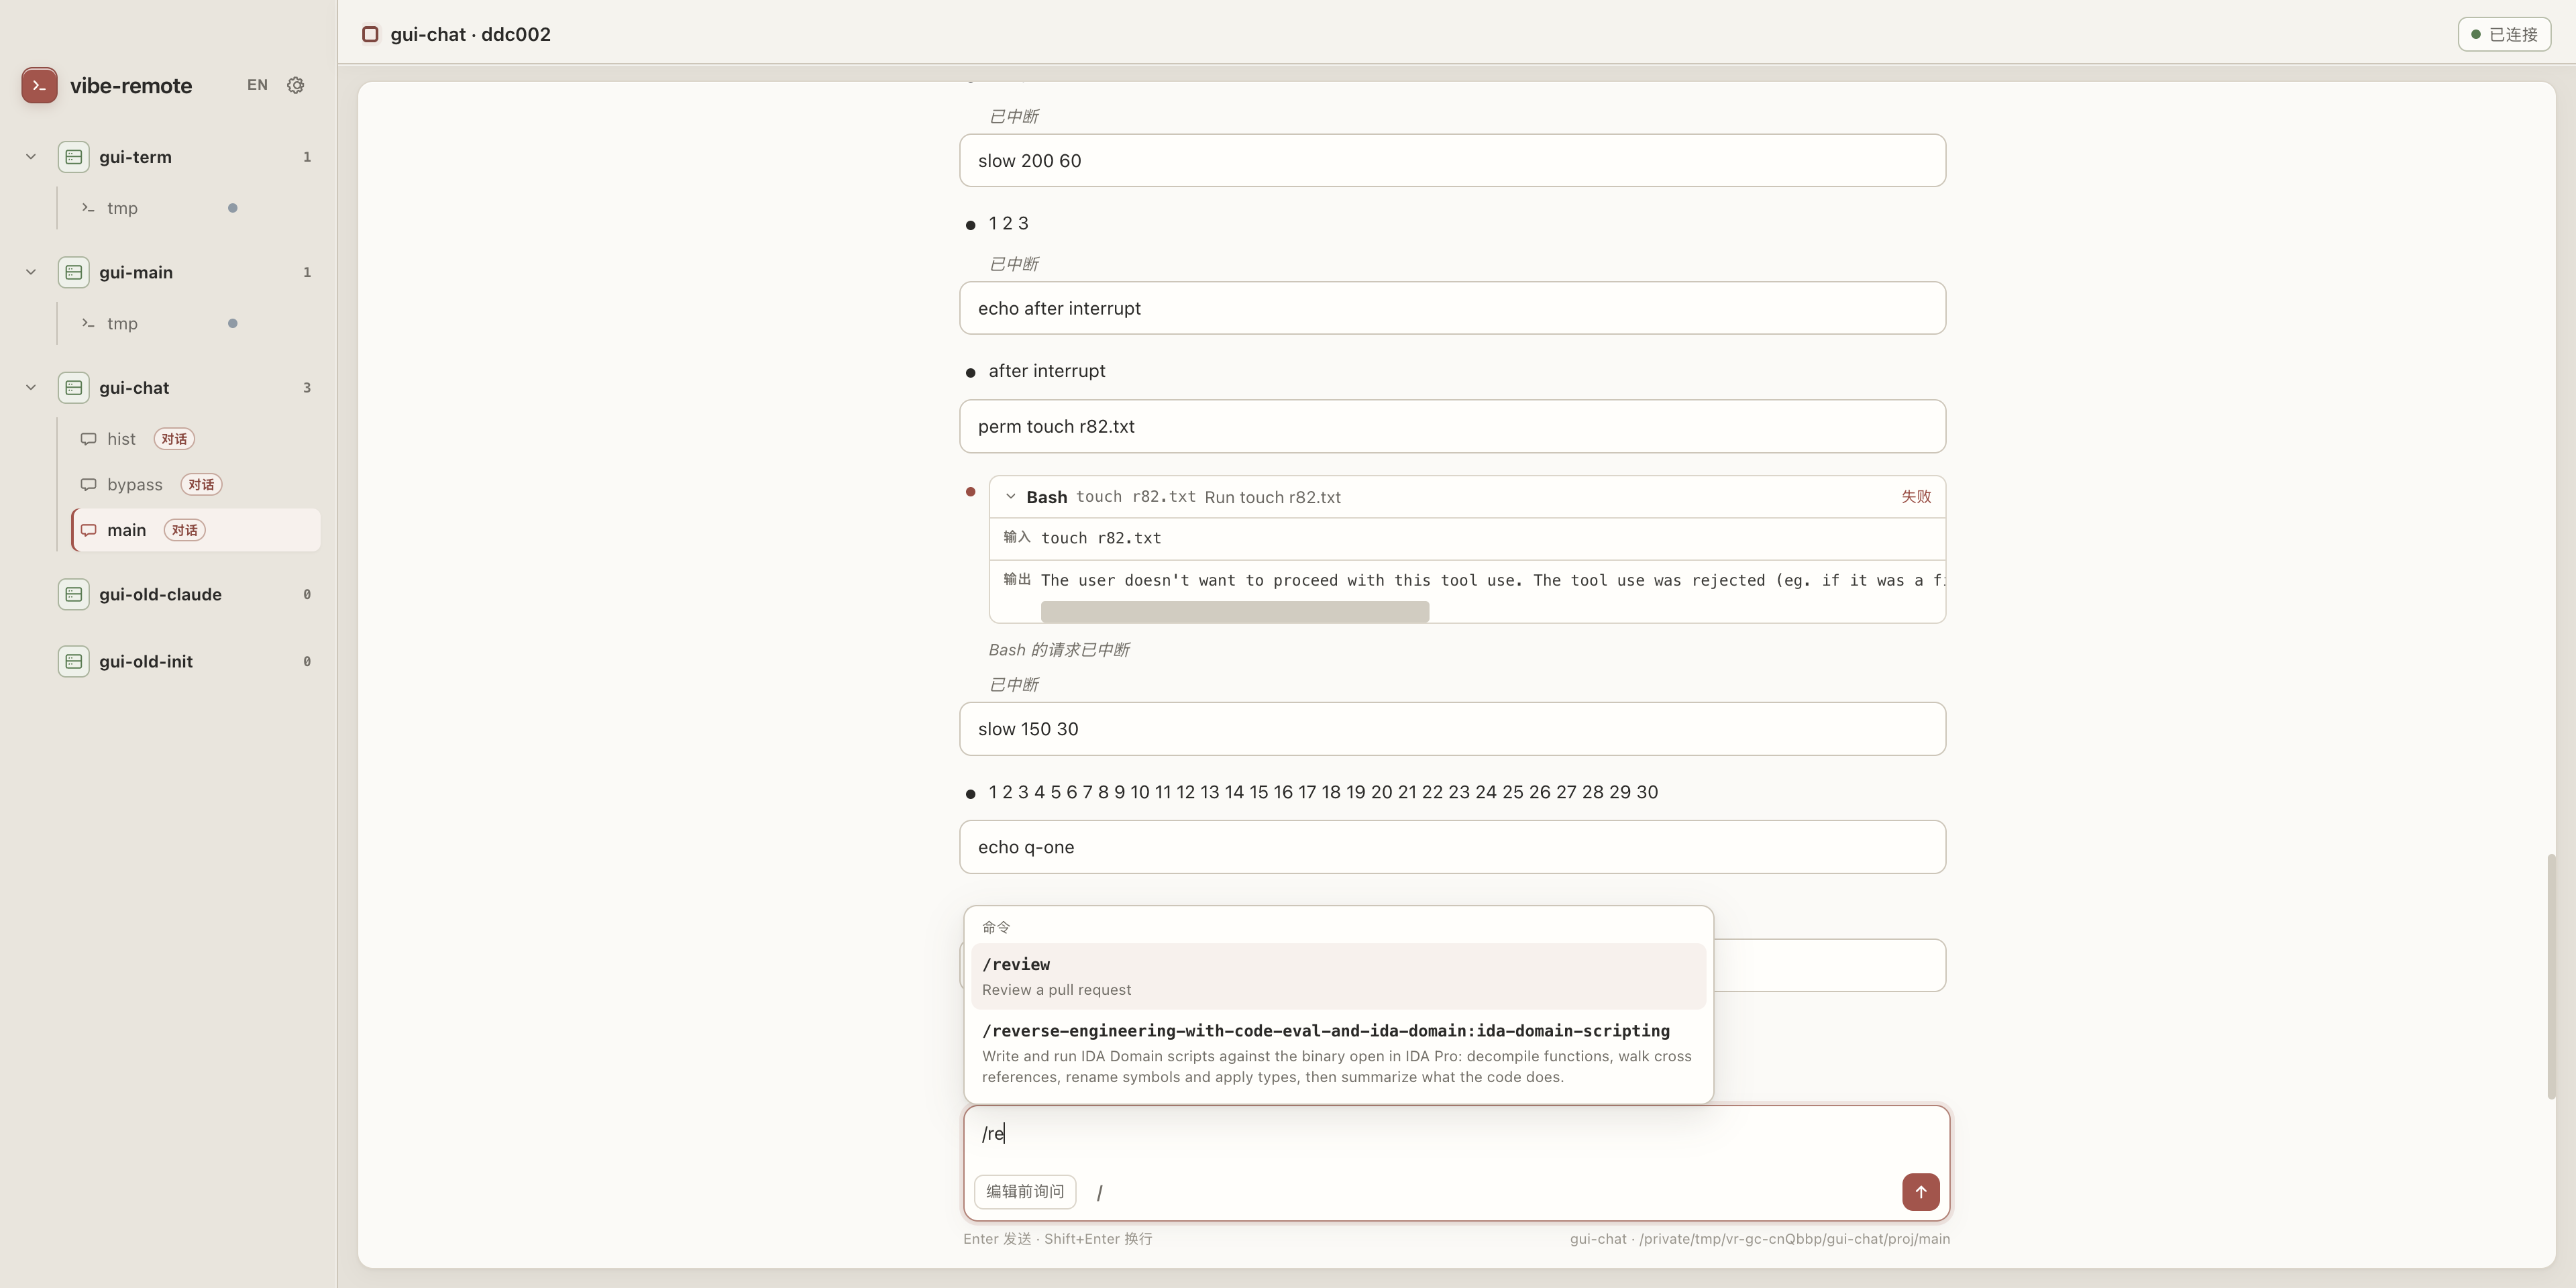 vibe-remote
EN
gui-term
1
tmp
gui-main
1
tmp
gui-chat
3
hist
对话
bypass
对话
main
对话
gui-old-claude
0
gui-old-init
0
gui-chat · ddc002
已连接
已中断
slow 200 60
1 2 3
已中断
echo after interrupt
after interrupt
perm touch r82.txt
Bash touch r82.txt Run touch r82.txt
失败
输入 touch r82.txt
输出 The user doesn't want to proceed with this tool use. The tool use was rejected (eg. if it was a
Bash 的请求已中断
已中断
slow 150 30
1 2 3 4 5 6 7 8 9 10 11 12 13 14 15 16 17 18 19 20 21 22 23 24 25 26 27 28 29 30
echo q-one
命令
/review
Review a pull request
/reverse-engineering-with-code-eval-and-ida-domain:ida-domain-scripting
Write and run IDA Domain scripts against the binary open in IDA Pro: decompile functions, walk cross
references, rename symbols and apply types, then summarize what the code does.
/re
编辑前询问
/
Enter 发送 · Shift+Enter 换行
gui-chat · /private/tmp/vr-gc-cnQbbp/gui-chat/proj/main